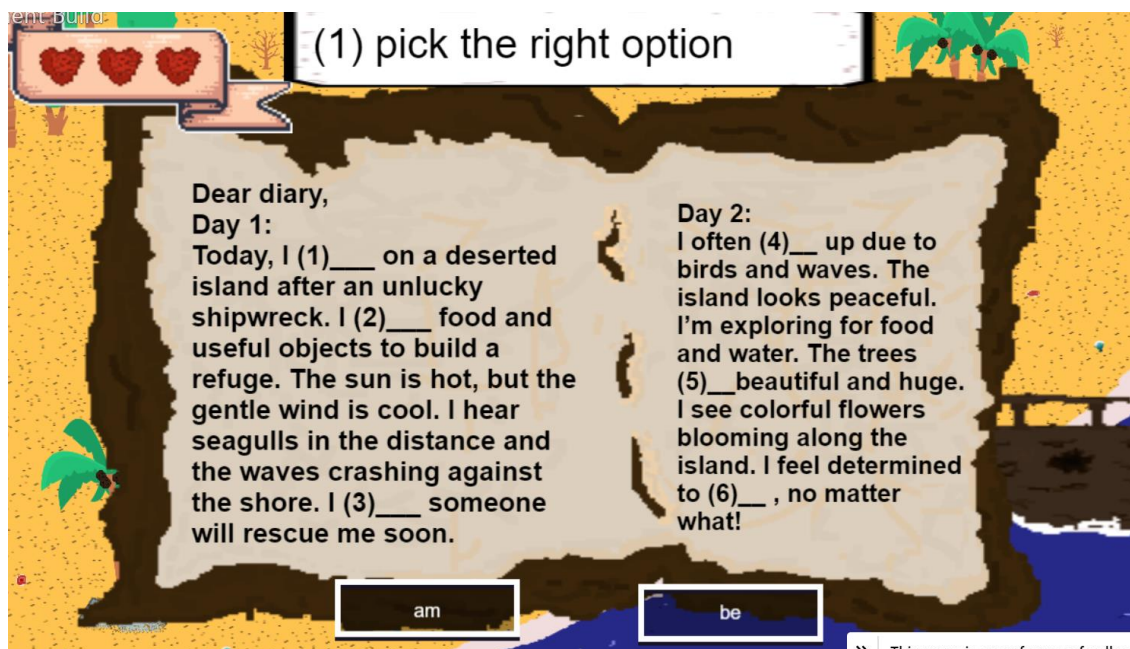 ent Build
(1) pick the right option
Dear diary,
Day 1:
Today, I (1)___ on a deserted
island after an unlucky
shipwreck. I (2)___ food and
useful objects to build a
refuge. The sun is hot, but the
gentle wind is cool. I hear
seagulls in the distance and
the waves crashing against
the shore. I (3)___ someone
will rescue me soon.
Day 2:
I often (4)__ up due to
birds and waves. The
island looks peaceful.
I’m exploring for food
and water. The trees
(5)__beautiful and huge.
I see colorful flowers
blooming along the
island. I feel determined
to (6)__ , no matter
what!
am
be